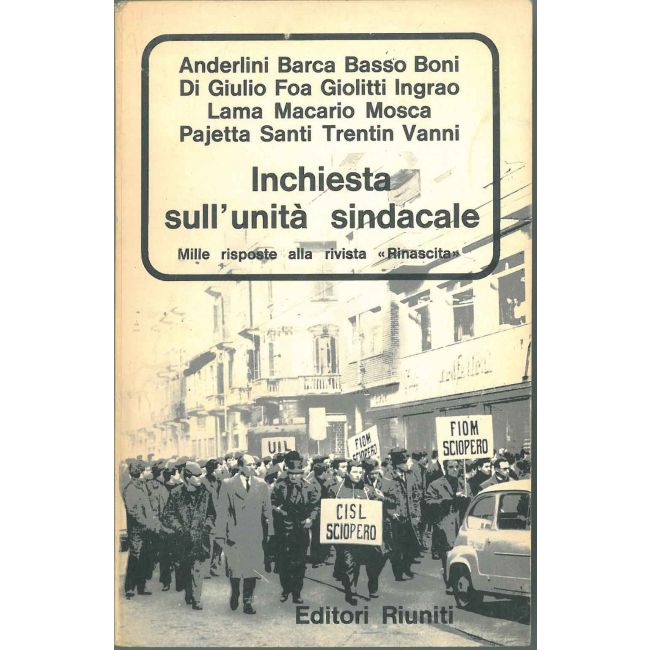 Anderlini Barca Basso Boni
Di Giulio Foa Giolitti Ingrao
Lama Macario Mosca
Pajetta Santi Trentin Vanni
Inchiesta
sull'unità sindacale
Mille risposte alla rivista «Rinascita»
UIL
FIOM
SCIOPERO
FIOM
SCIOPERO
CISL
SCIOPERO
Editori Riuniti